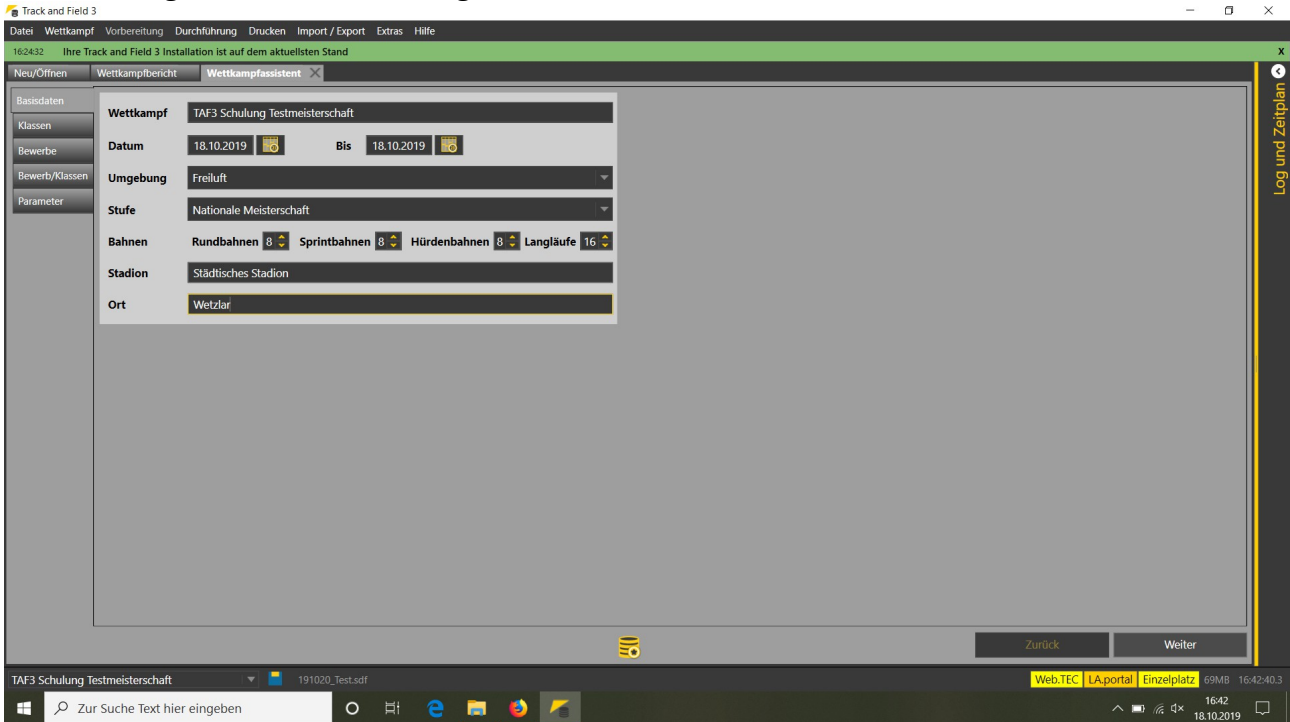 Track and Field 3
Datei Wettkampf Vorbereitung Durchführung Drucken Import / Export Extras Hilfe
16:24:32 Ihre Track and Field 3 Installation ist auf dem aktuellsten Stand x
Neu/Öffnen Wettkampfbericht Wettkampfassistent
Basisdaten
Klassen
Bewerbe
Bewerb/Klassen
Parameter
Wettkampf TAF3 Schulung Testmeisterschaft
Datum 18.10.2019 Bis 18.10.2019
Umgebung Freiluft
Stufe Nationale Meisterschaft
Bahnen Rundbahnen 8 Sprintbahnen 8 Hürdenbahnen 8 Langläufe 16
Stadion Städtisches Stadion
Ort Wetzlar
Log und Zeitplan
Zurück Weiter
TAF3 Schulung Testmeisterschaft 191020_Test.sdf Web.TEC LA.portal Einzelplatz 69MB 16:42:40.3
Zur Suche Text hier eingeben 16:42
18.10.2019